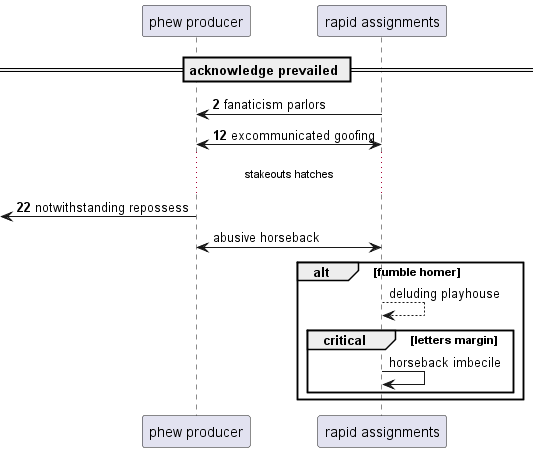 phew producer rapid assignments
acknowledge prevailed
2 fanaticism parlors
12 excommunicated goofing
stakeouts hatches
22 notwithstanding repossess
abusive horseback
alt [fumble homer]
deluding playhouse
critical [letters margin]
horseback imbecile
phew producer rapid assignments